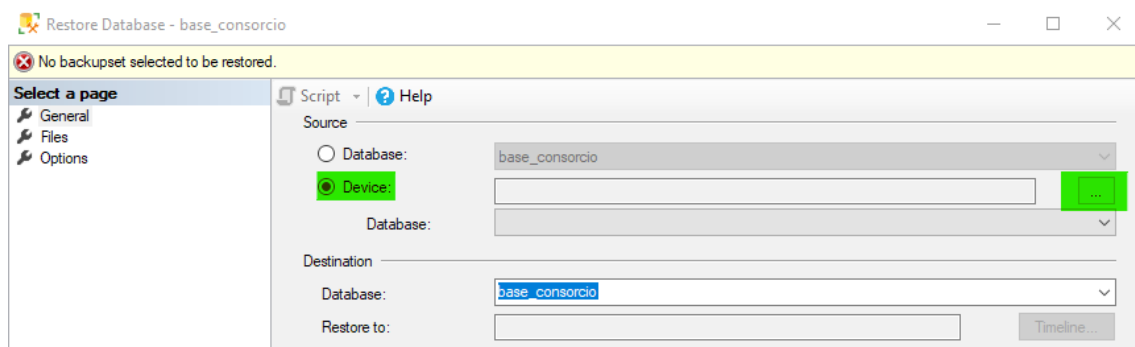 Restore Database - base_consorcio
No backupset selected to be restored.
Select a page
General
Files
Options
Script
Help
Source
Database:
base_consorcio
Device:
...
Database:
Destination
Database:
base_consorcio
Restore to:
Timeline...